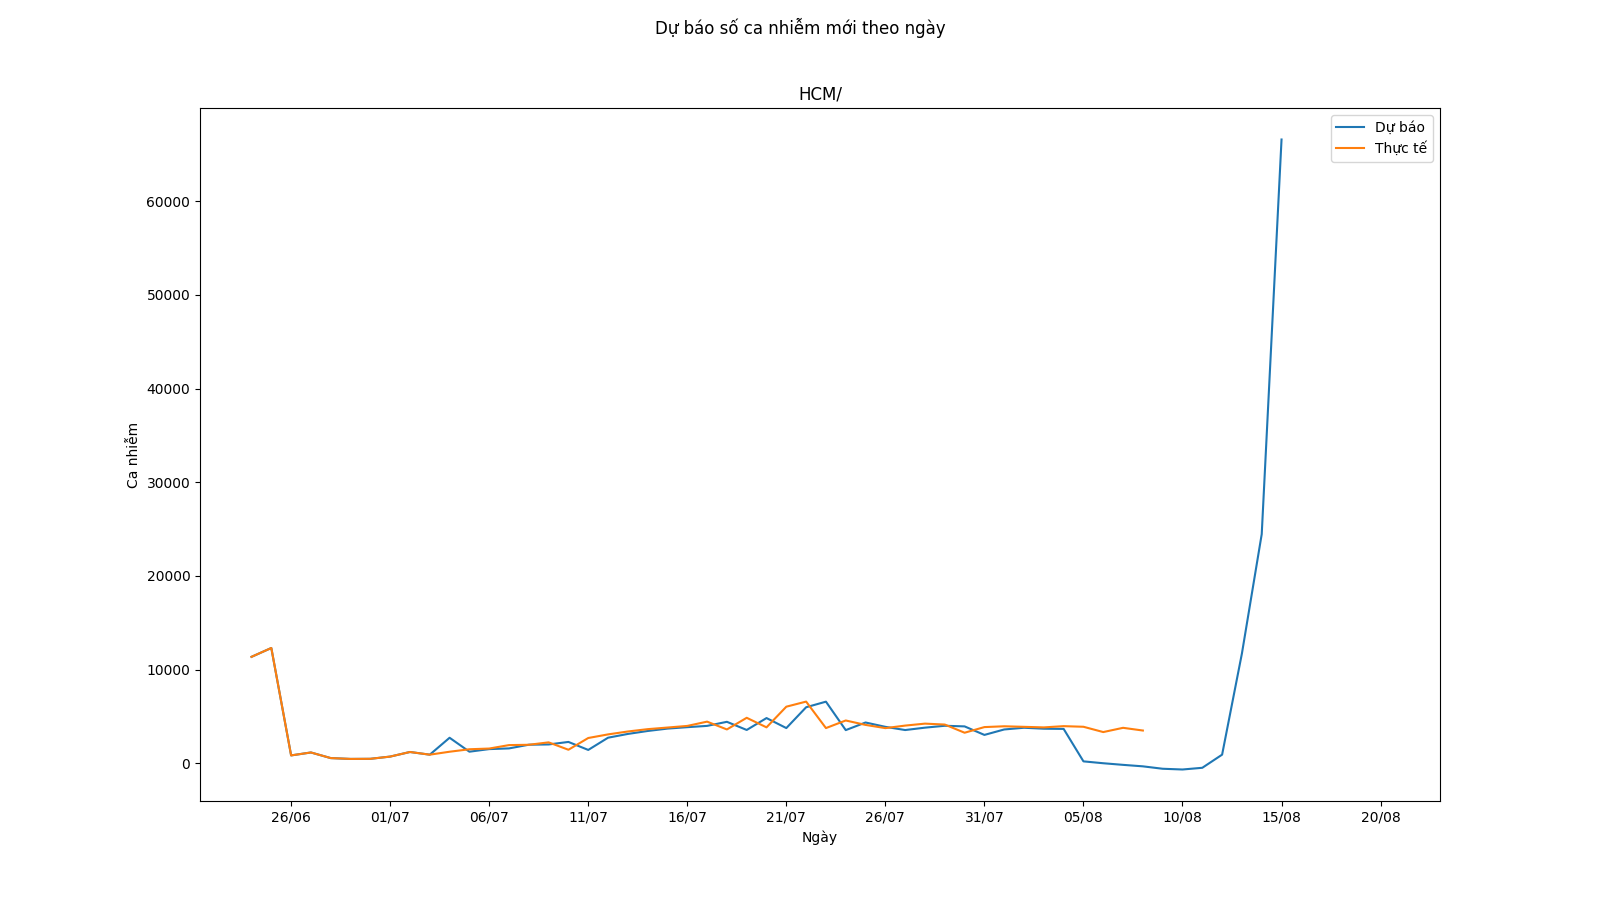 Dự báo số ca nhiễm mới theo ngày
HCM/
Dự báo
Thực tế
60000
50000
40000
30000
20000
10000
0
Ca nhiễm
26/06 01/07 06/07 11/07 16/07 21/07 26/07 31/07 05/08 10/08 15/08 20/08
Ngày